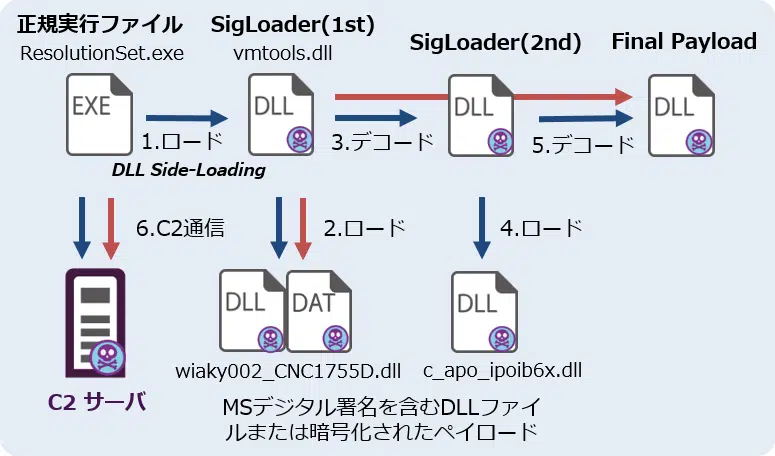 正規実行ファイル
ResolutionSet.exe
SigLoader(1st)
vmtools.dll
SigLoader(2nd)
Final Payload
EXE
DLL
DLL
DLL
1.ロード
3.デコード
5.デコード
DLL Side-Loading
6.C2通信
2.ロード
4.ロード
DLL
DAT
DLL
wiaky002_CNC1755D.dll
c_apo_ipoib6x.dll
C2 サーバ
MSデジタル署名を含むDLLファイ
ルまたは暗号化されたペイロード